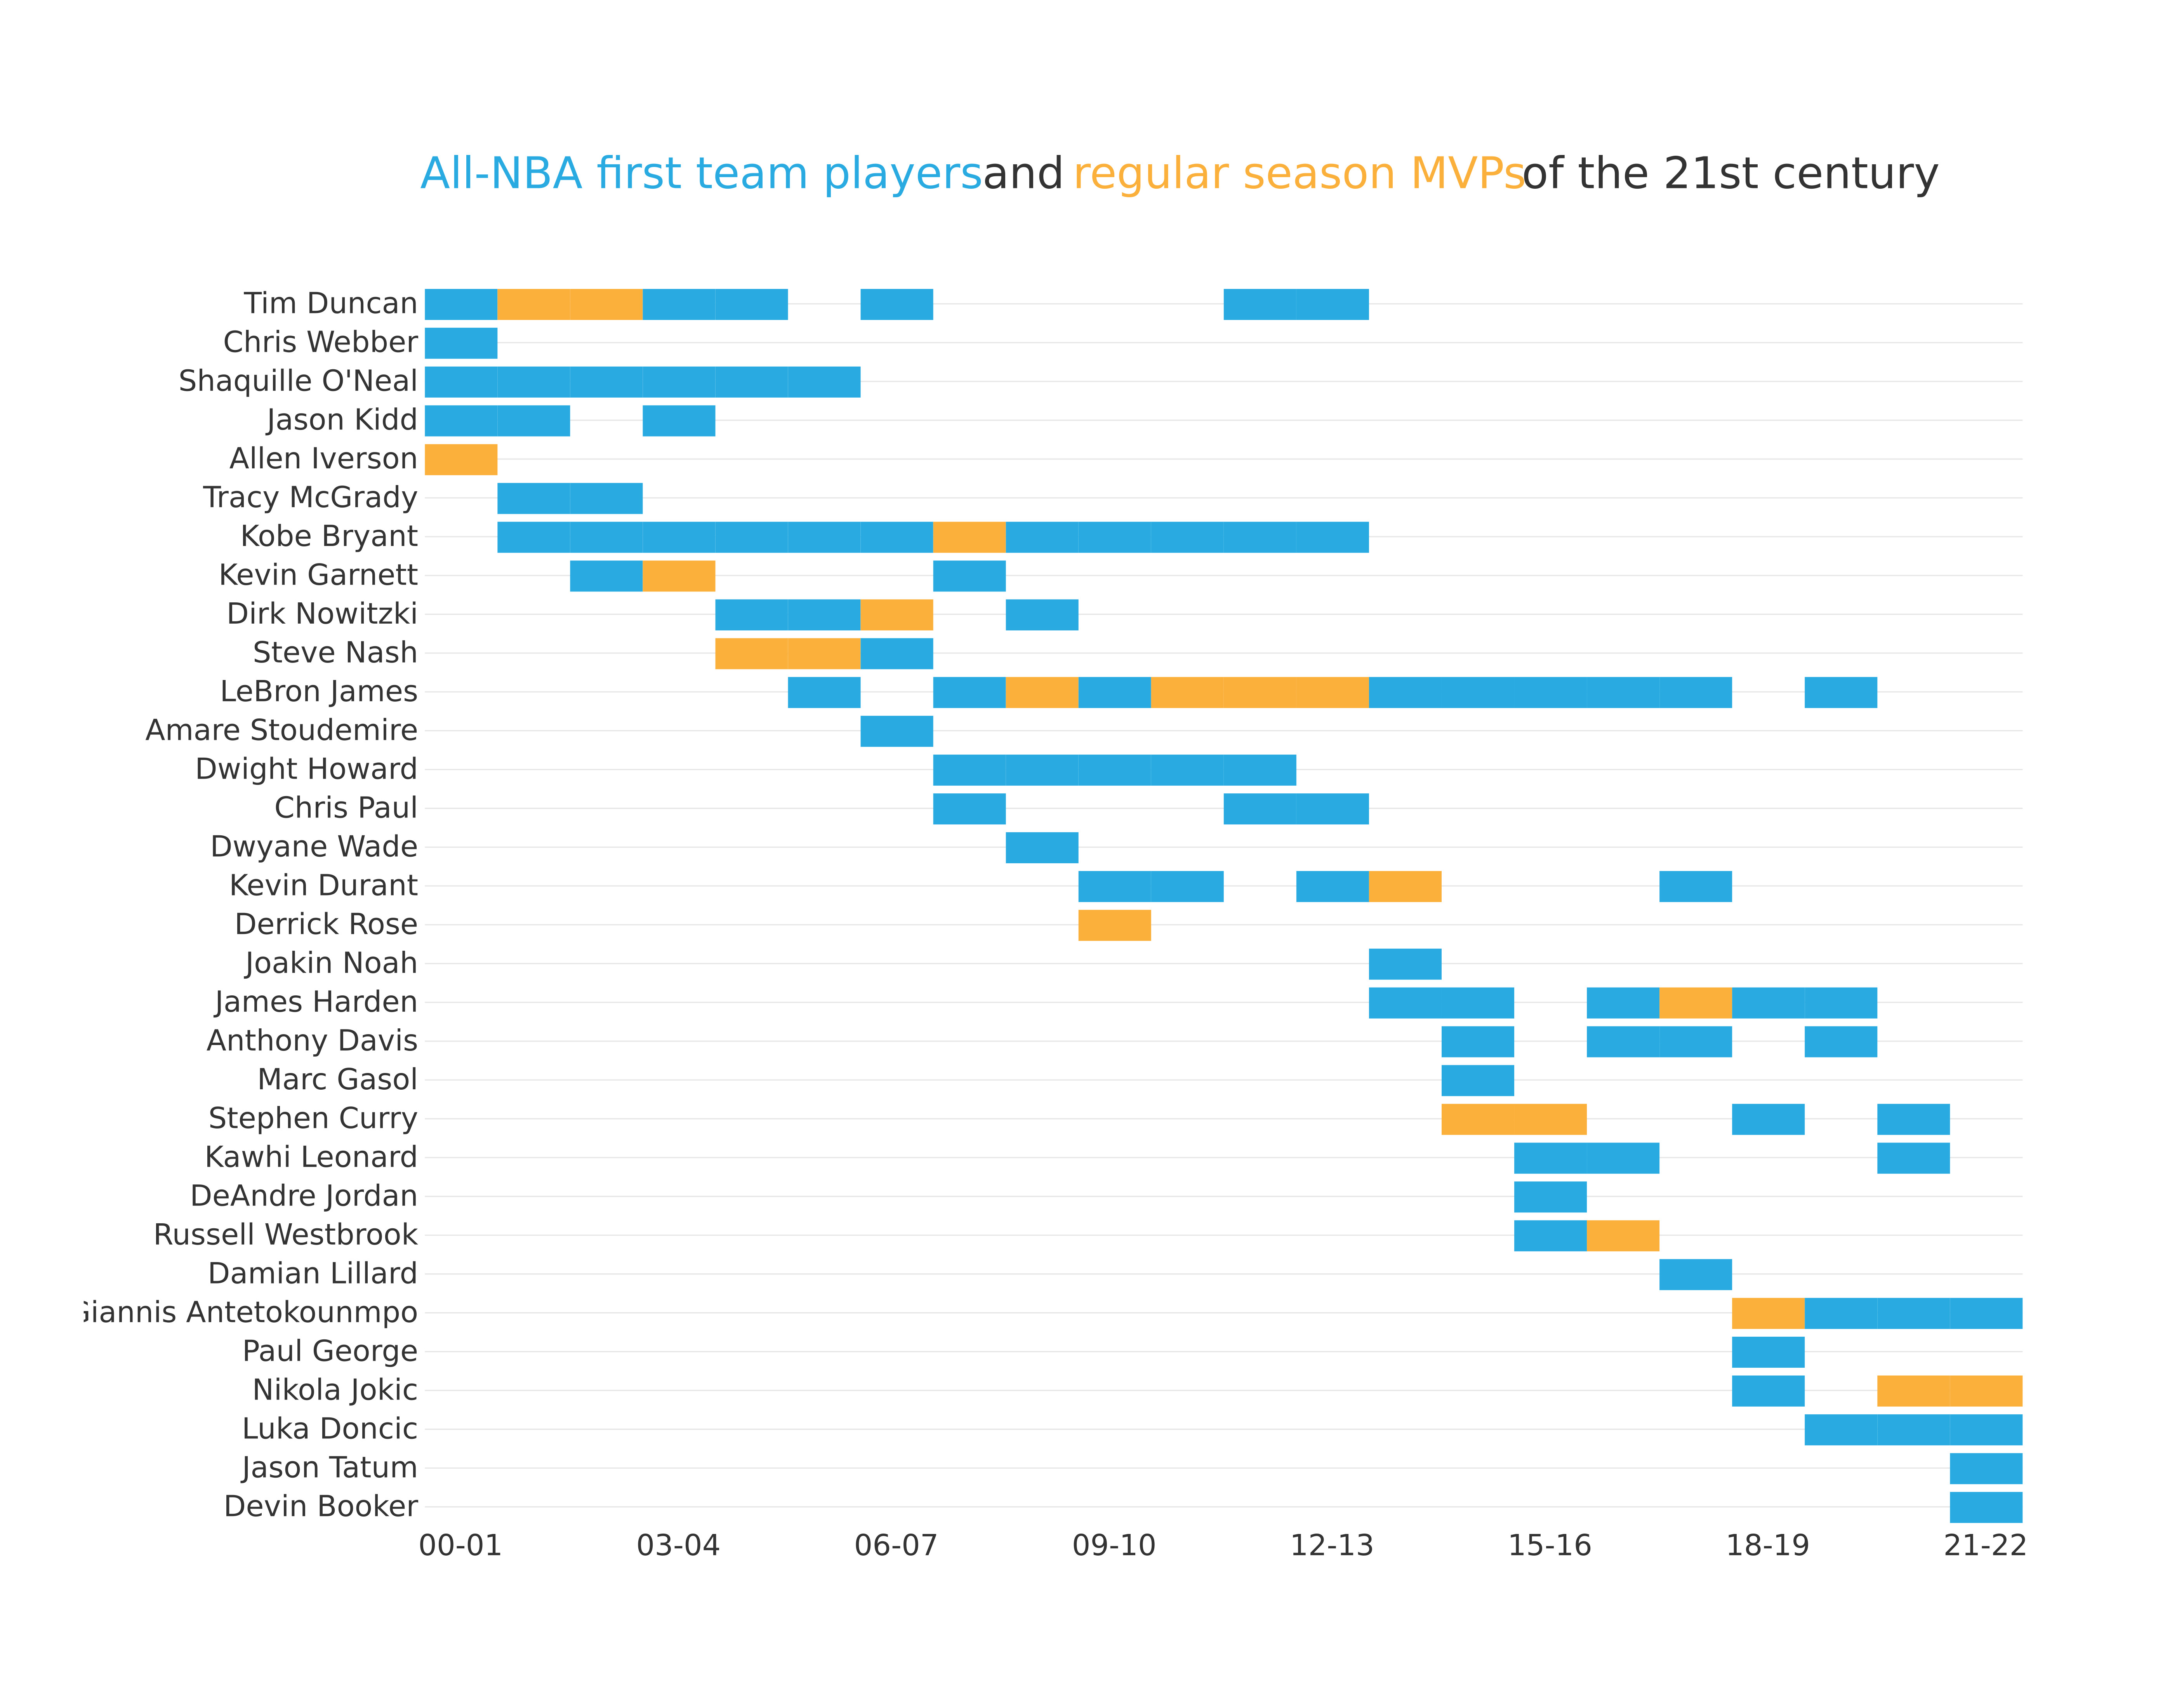 All-NBA first team players and regular season MVPs of the 21st century
Tim Duncan
Chris Webber
Shaquille O'Neal
Jason Kidd
Allen Iverson
Tracy McGrady
Kobe Bryant
Kevin Garnett
Dirk Nowitzki
Steve Nash
LeBron James
Amare Stoudemire
Dwight Howard
Chris Paul
Dwyane Wade
Kevin Durant
Derrick Rose
Joakin Noah
James Harden
Anthony Davis
Marc Gasol
Stephen Curry
Kawhi Leonard
DeAndre Jordan
Russell Westbrook
Damian Lillard
Giannis Antetokounmpo
Paul George
Nikola Jokic
Luka Doncic
Jason Tatum
Devin Booker
00-01 03-04 06-07 09-10 12-13 15-16 18-19 21-22